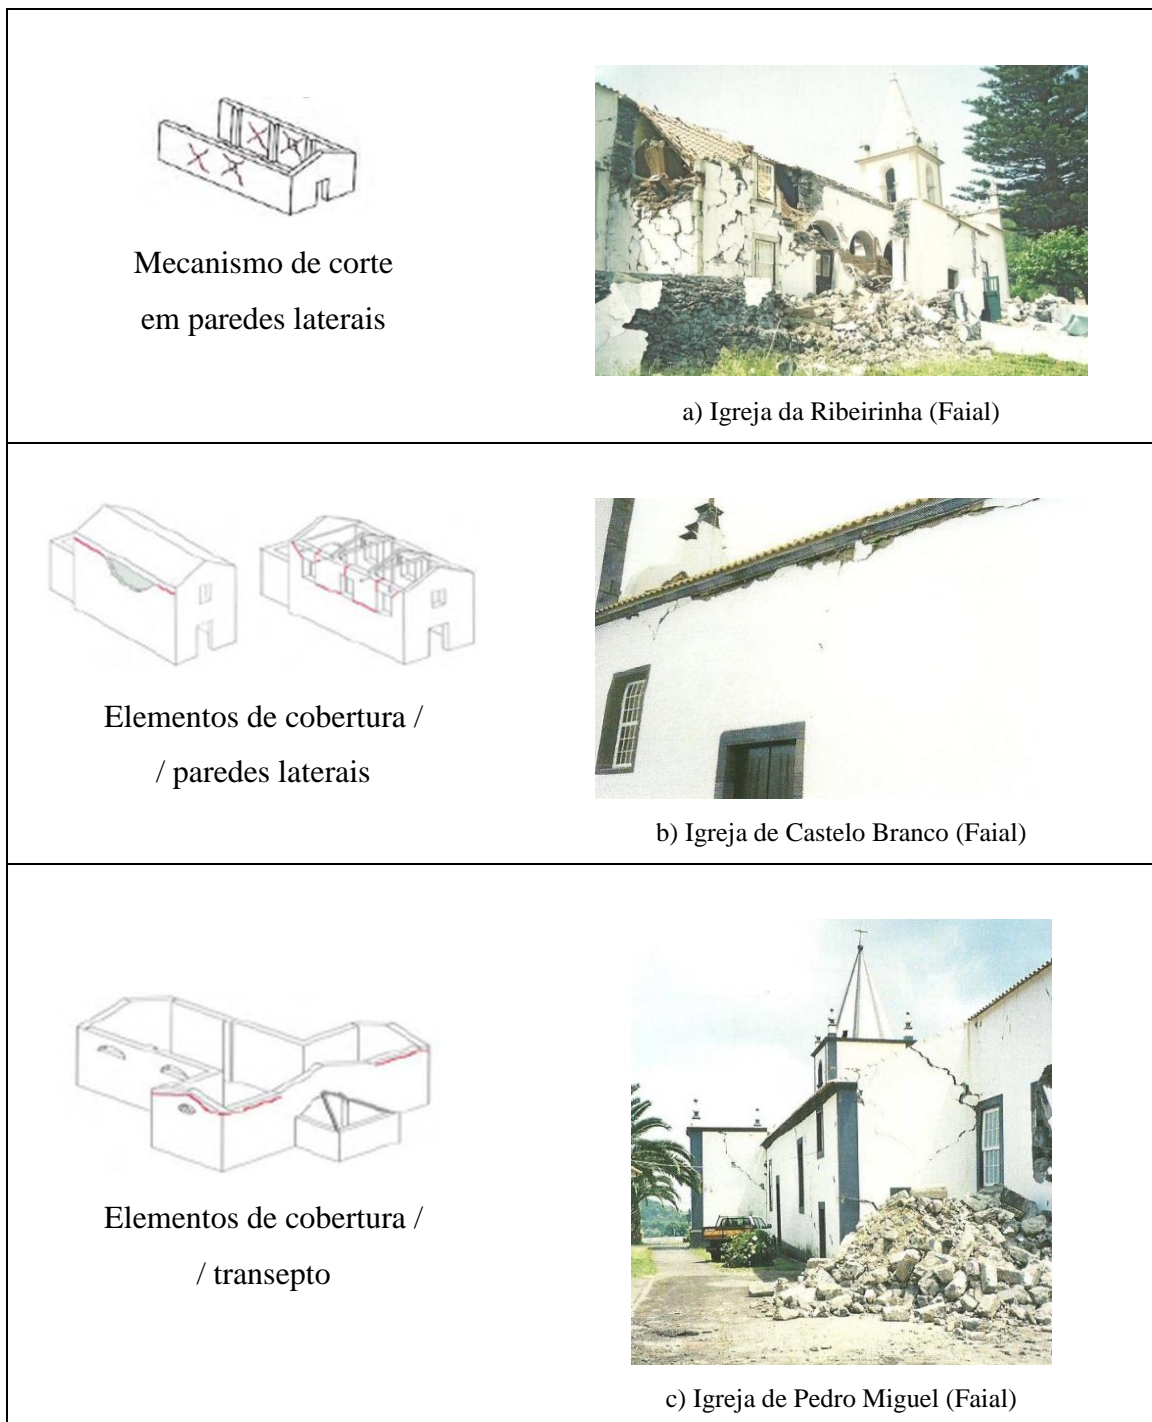 Mecanismo de corte
em paredes laterais
a) Igreja da Ribeirinha (Faial)
Elementos de cobertura /
/ paredes laterais
b) Igreja de Castelo Branco (Faial)
Elementos de cobertura /
/ transepto
c) Igreja de Pedro Miguel (Faial)